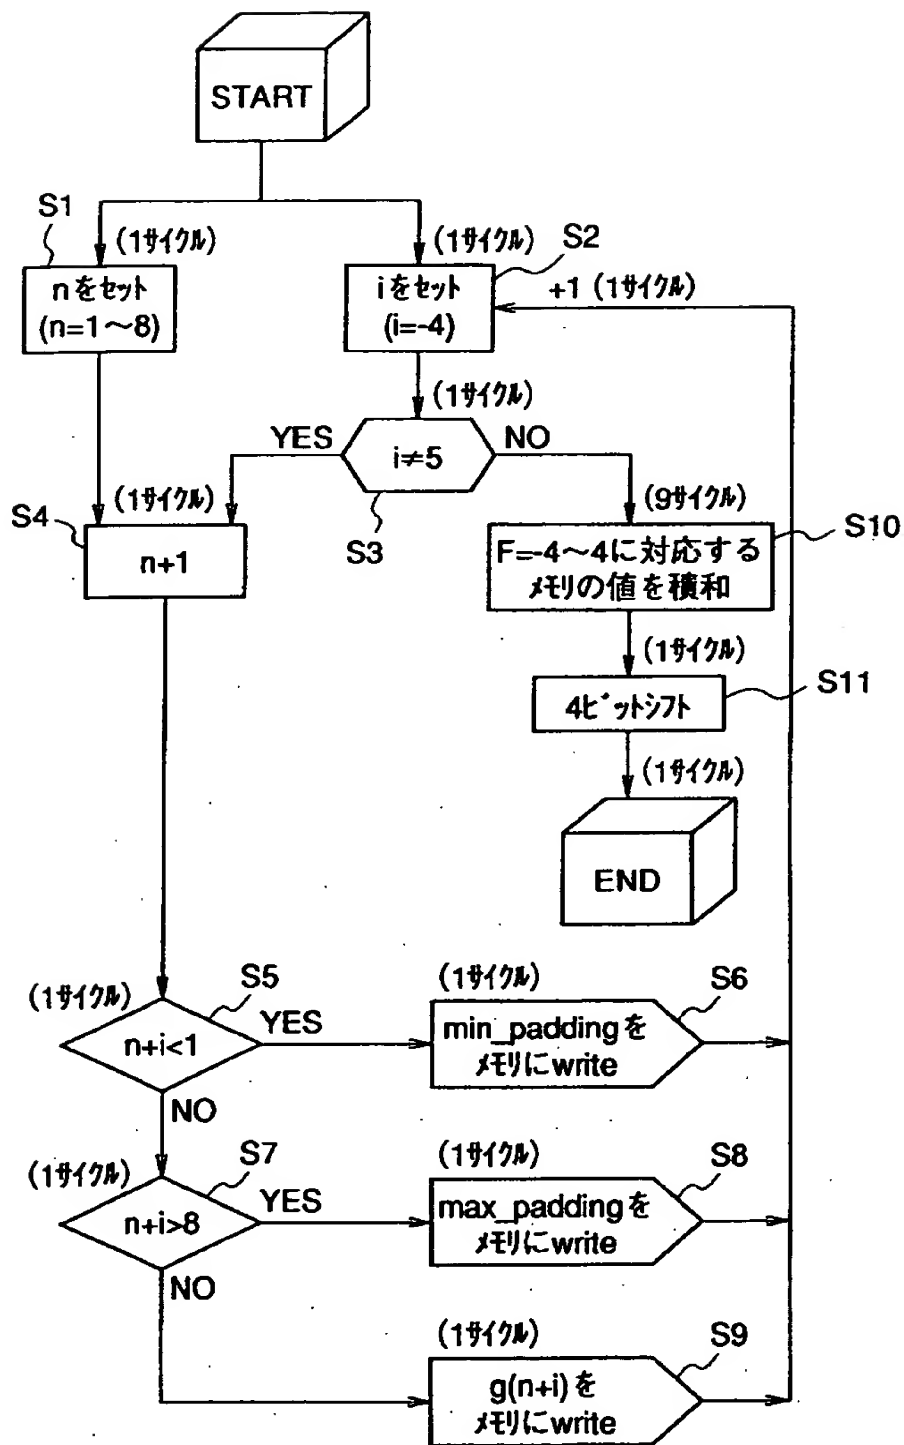 START
S1
(1サイクル)
(1サイクル)
S2
nをセット
(n=1～8)
iをセット
(i=-4)
+1 (1サイクル)
(1サイクル)
YES
i≠5
NO
S3
S4
(1サイクル)
n+1
(9サイクル)
S10
F=-4～4に対応する
メモリの値を積和
(1サイクル)
S11
4ビットシフト
(1サイクル)
END
(1サイクル)
S5
n+i<1
YES
NO
(1サイクル)
S6
min_paddingを
メモリにwrite
(1サイクル)
S7
n+i>8
YES
NO
(1サイクル)
S8
max_paddingを
メモリにwrite
(1サイクル)
S9
g(n+i)を
メモリにwrite